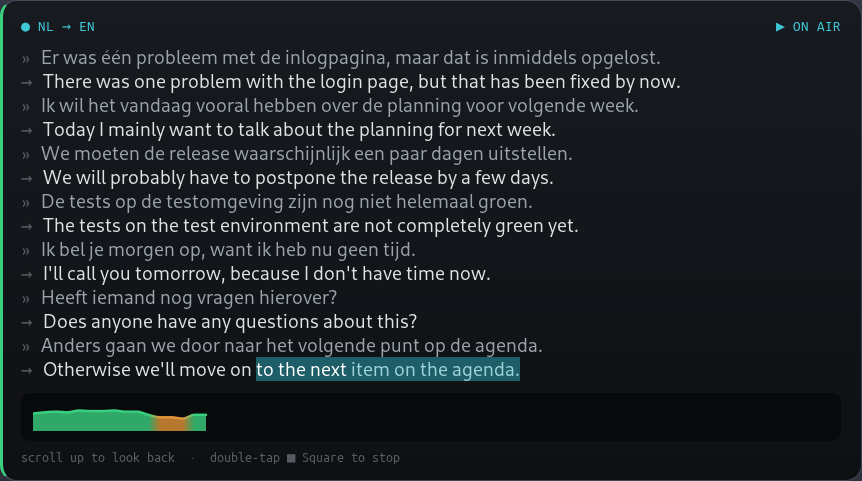 ● NL → EN
▶ ON AIR
» Er was één probleem met de inlogpagina, maar dat is inmiddels opgelost.
→ There was one problem with the login page, but that has been fixed by now.
» Ik wil het vandaag vooral hebben over de planning voor volgende week.
→ Today I mainly want to talk about the planning for next week.
» We moeten de release waarschijnlijk een paar dagen uitstellen.
→ We will probably have to postpone the release by a few days.
» De tests op de testomgeving zijn nog niet helemaal groen.
→ The tests on the test environment are not completely green yet.
» Ik bel je morgen op, want ik heb nu geen tijd.
→ I'll call you tomorrow, because I don't have time now.
» Heeft iemand nog vragen hierover?
→ Does anyone have any questions about this?
» Anders gaan we door naar het volgende punt op de agenda.
→ Otherwise we'll move on to the next item on the agenda.
scroll up to look back · double-tap ■ Square to stop